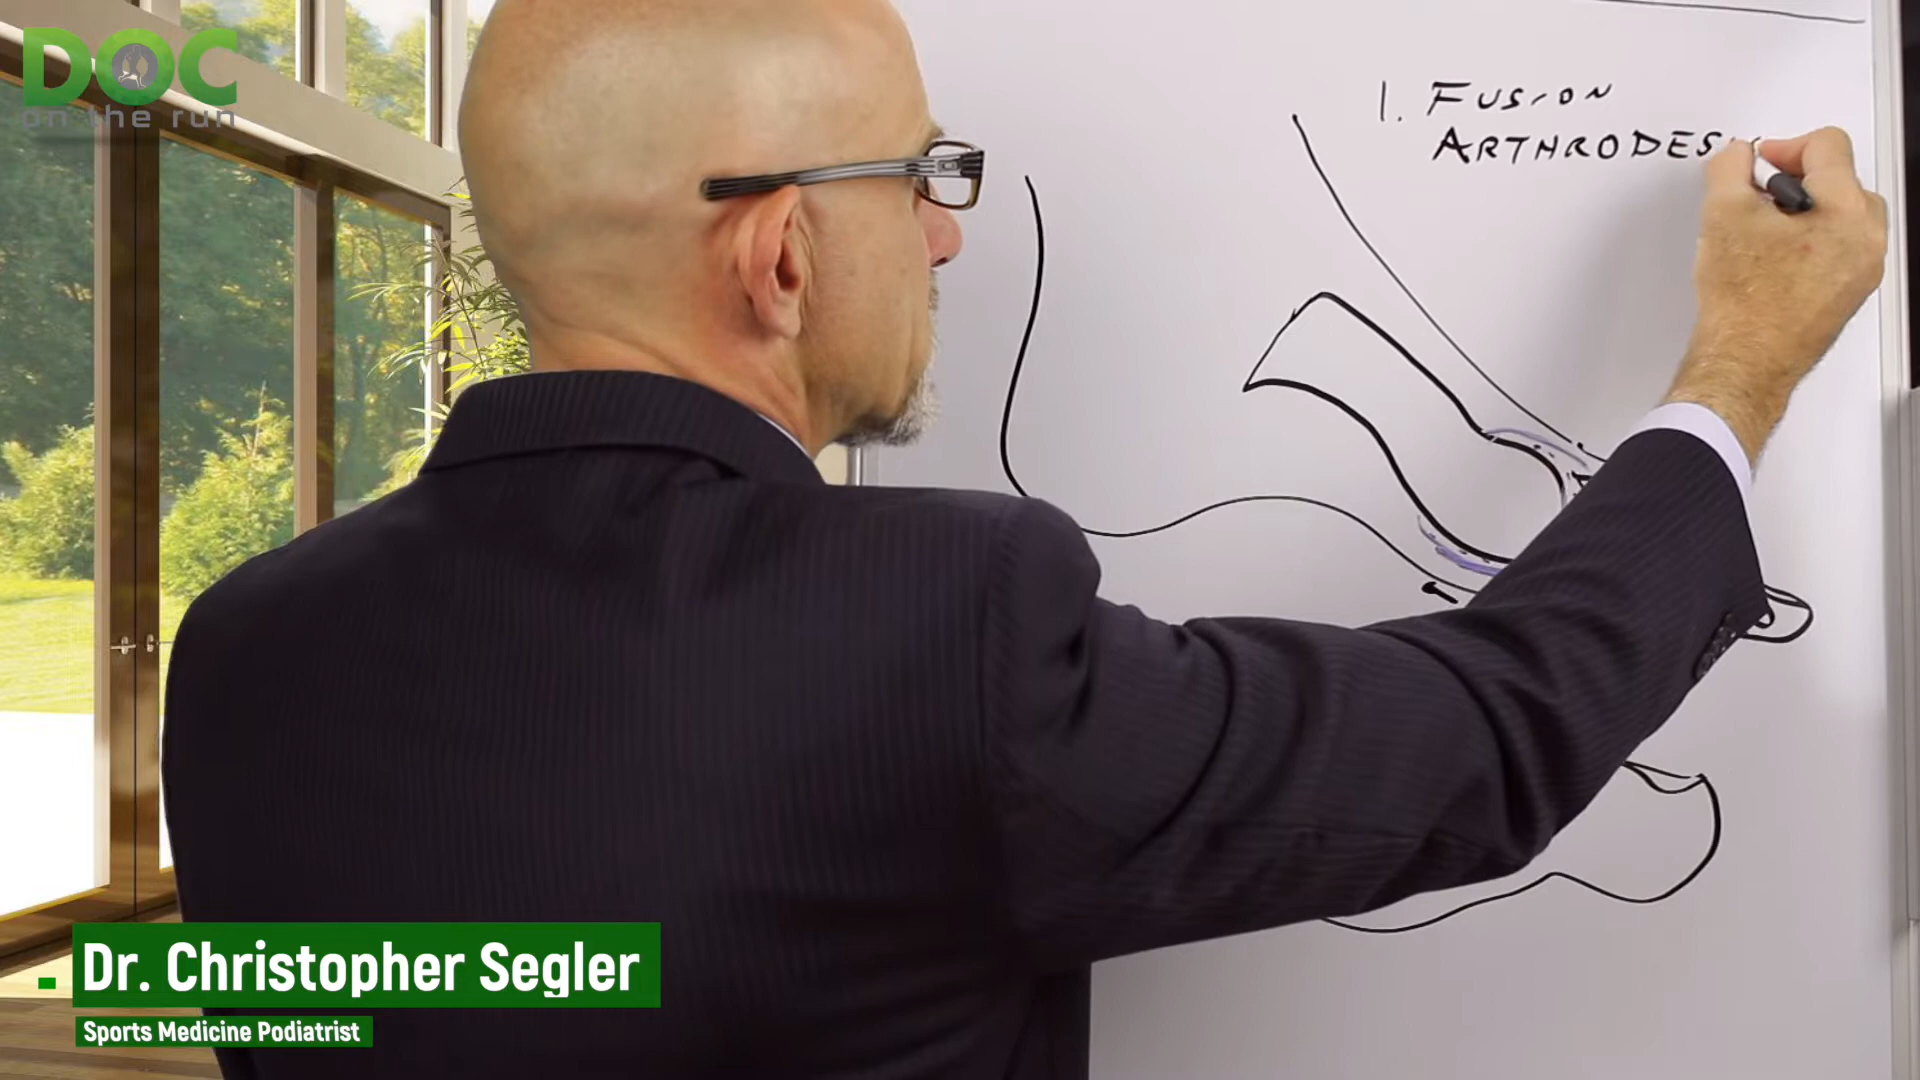 DOC
on the run
1. FUSION
ARTHRODES
Dr. Christopher Segler
Sports Medicine Podiatrist